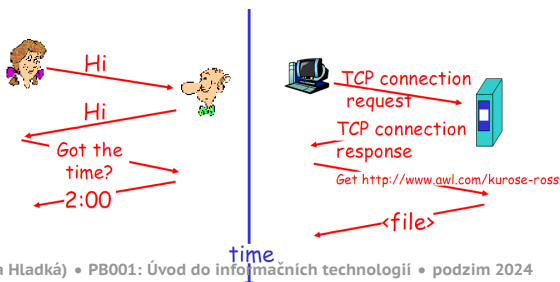 Hi
Hi
Got the
time?
2:00
TCP connection
request
TCP connection
response
Get http://www.awl.com/kurose-ross
<file>
time
a Hladká) • PB001: Úvod do informačních technologií • podzim 2024